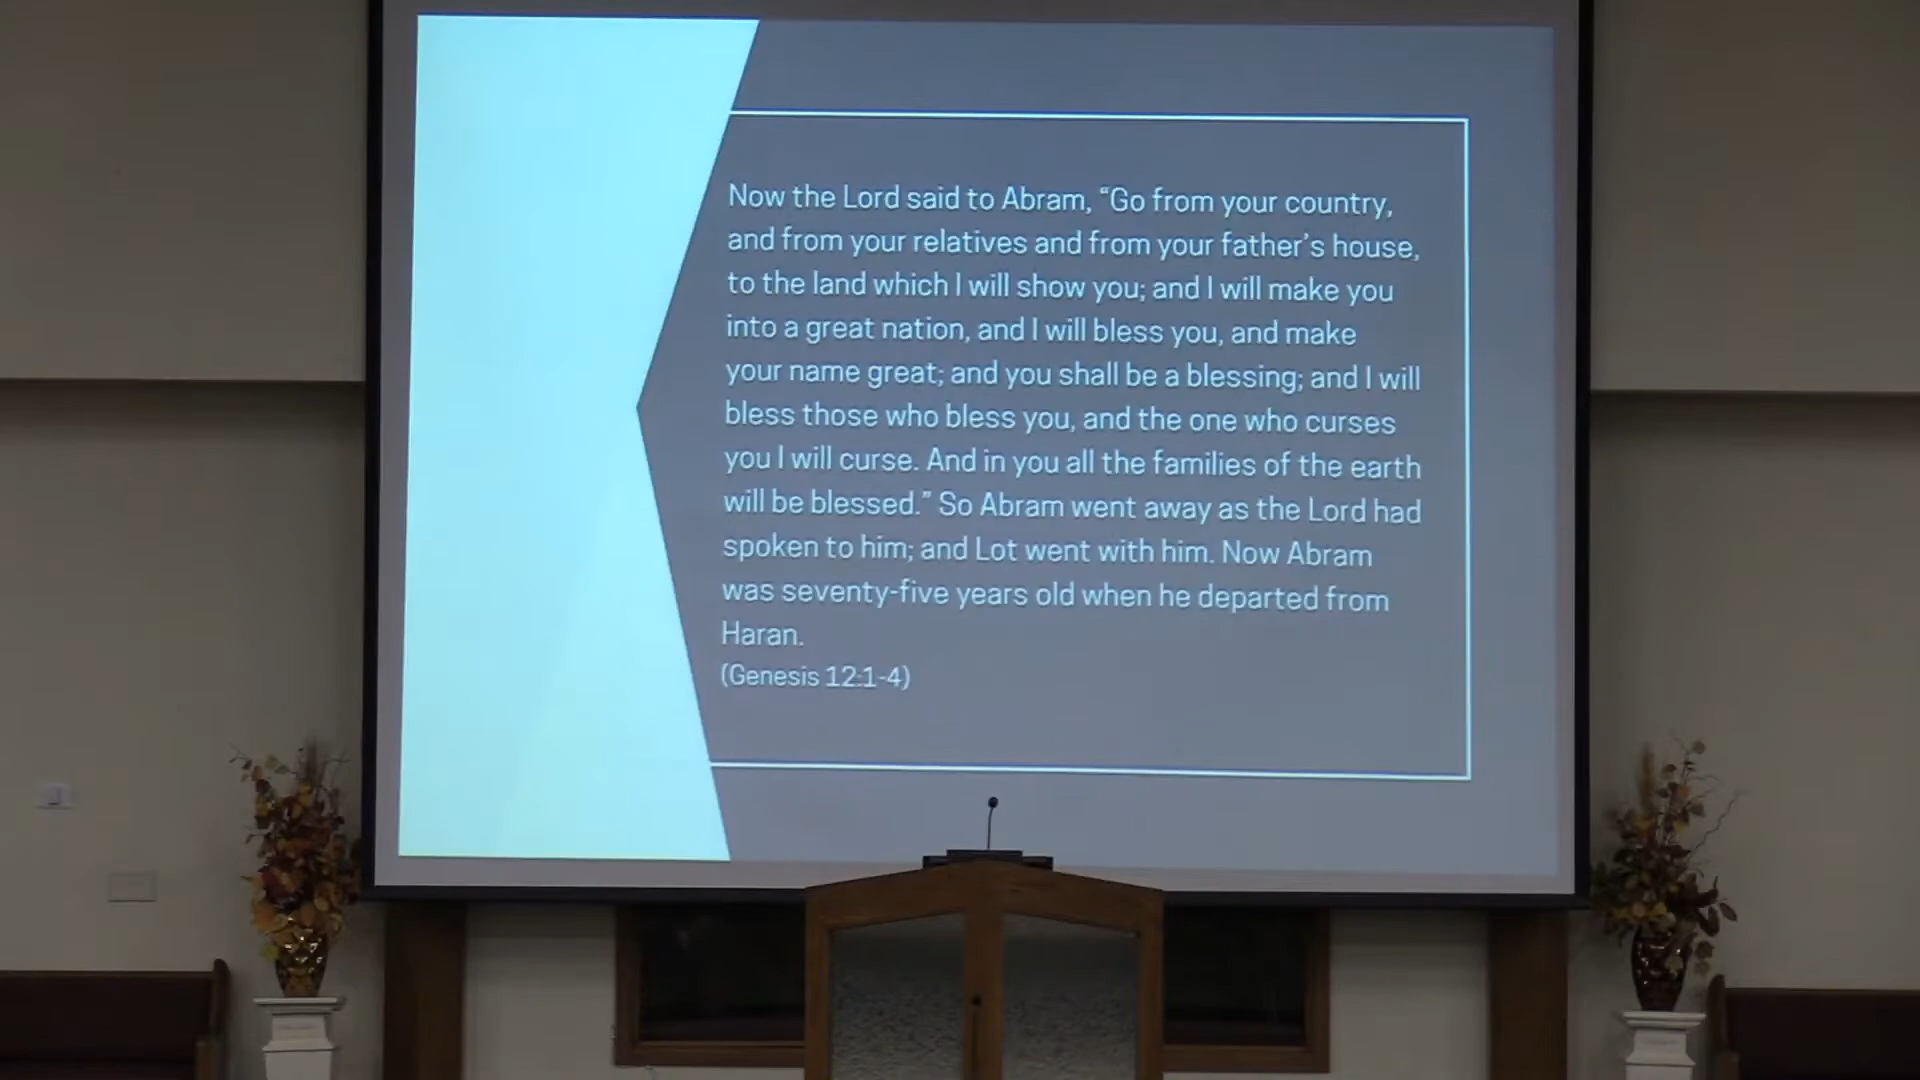 Now the Lord said to Abram, “Go from your country,
and from your relatives and from your father’s house,
to the land which I will show you; and I will make you
into a great nation, and I will bless you, and make
your name great; and you shall be a blessing; and I will
bless those who bless you, and the one who curses
you I will curse. And in you all the families of the earth
will be blessed.” So Abram went away as the Lord had
spoken to him; and Lot went with him. Now Abram
was seventy-five years old when he departed from
Haran.
(Genesis 12:1-4)